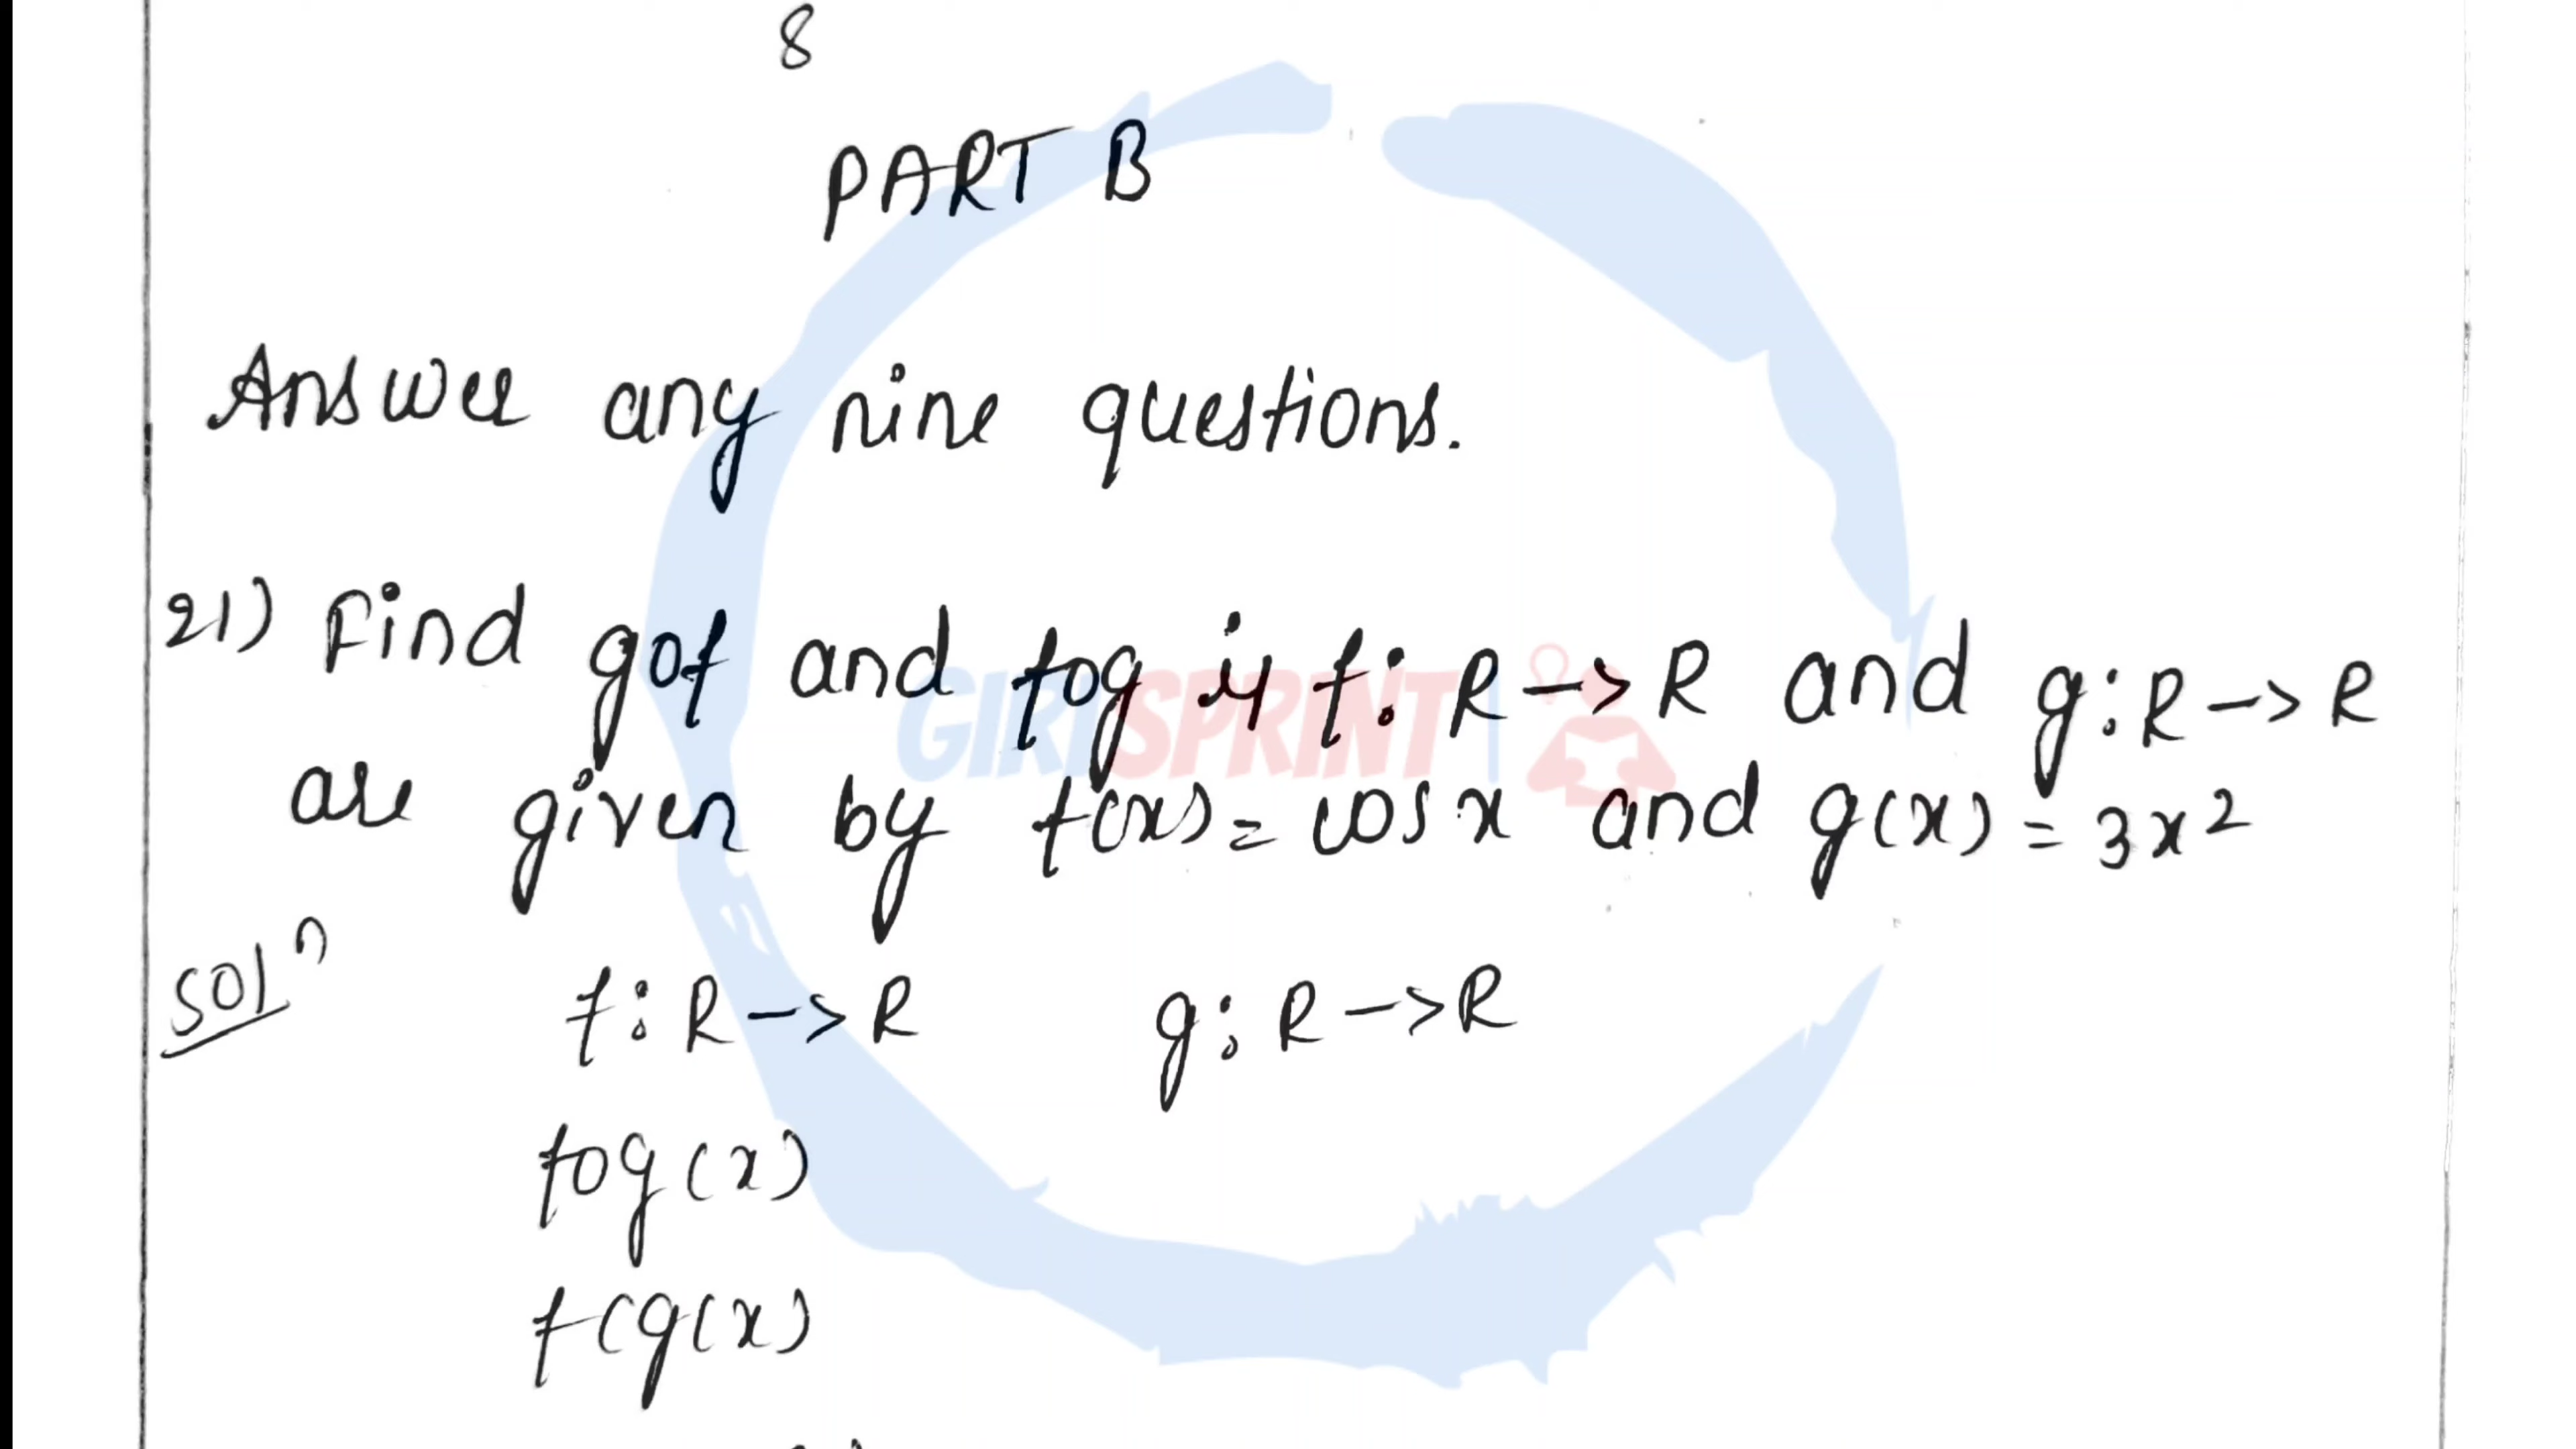 8
PART B
Answer any nine questions.
21) Find gof and fog if f: R->R and g: R->R
GIRLSPRINT
are given by f(x) = cos x and g(x) = 3x²
Solⁿ
f: R->R g: R->R
fog(x)
f(g(x)